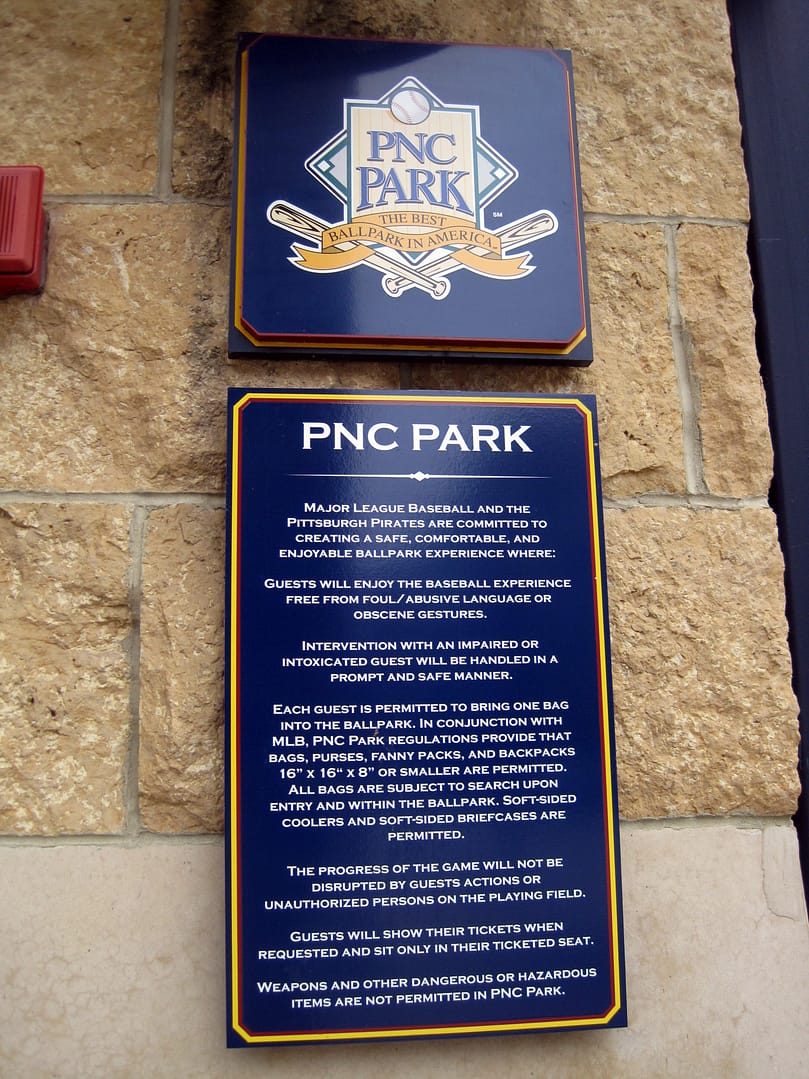 PNC
PARK
SM
THE BEST
BALLPARK IN AMERICA
PNC PARK
MAJOR LEAGUE BASEBALL AND THE
PITTSBURGH PIRATES ARE COMMITTED TO
CREATING A SAFE, COMFORTABLE, AND
ENJOYABLE BALLPARK EXPERIENCE WHERE:
GUESTS WILL ENJOY THE BASEBALL EXPERIENCE
FREE FROM FOUL/ABUSIVE LANGUAGE OR
OBSCENE GESTURES.
INTERVENTION WITH AN IMPAIRED OR
INTOXICATED GUEST WILL BE HANDLED IN A
PROMPT AND SAFE MANNER.
EACH GUEST IS PERMITTED TO BRING ONE BAG
INTO THE BALLPARK. IN CONJUNCTION WITH
MLB, PNC PARK REGULATIONS PROVIDE THAT
BAGS, PURSES, FANNY PACKS, AND BACKPACKS
16” X 16“ X 8” OR SMALLER ARE PERMITTED.
ALL BAGS ARE SUBJECT TO SEARCH UPON
ENTRY AND WITHIN THE BALLPARK. SOFT-SIDED
COOLERS AND SOFT-SIDED BRIEFCASES ARE
PERMITTED.
THE PROGRESS OF THE GAME WILL NOT BE
DISRUPTED BY GUESTS ACTIONS OR
UNAUTHORIZED PERSONS ON THE PLAYING FIELD.
GUESTS WILL SHOW THEIR TICKETS WHEN
REQUESTED AND SIT ONLY IN THEIR TICKETED SEAT.
WEAPONS AND OTHER DANGEROUS OR HAZARDOUS
ITEMS ARE NOT PERMITTED IN PNC PARK.